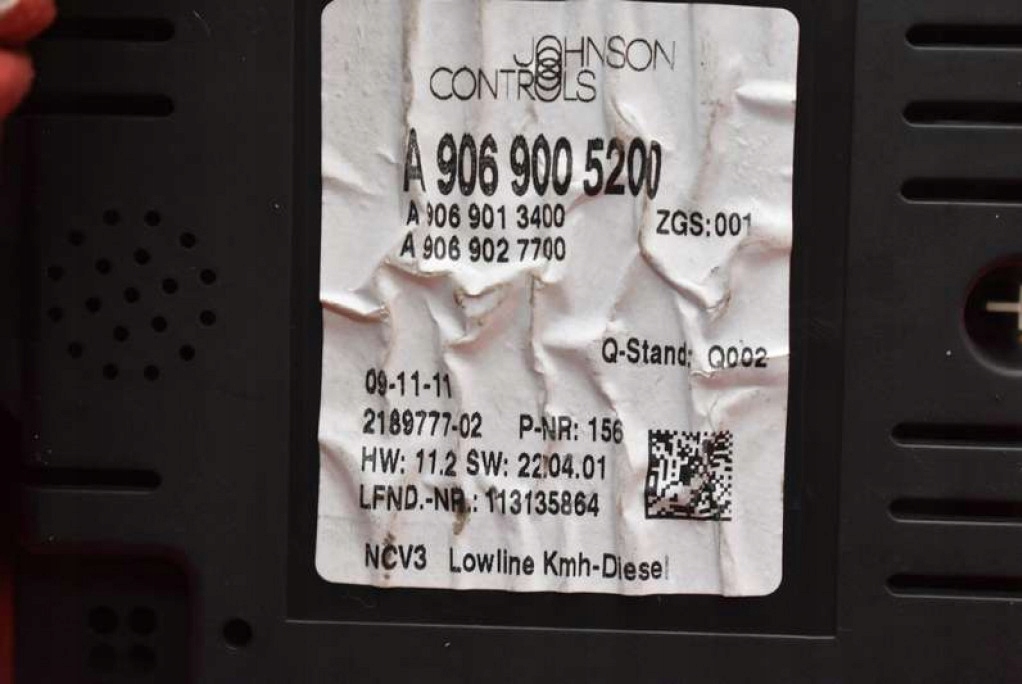 JOHNSON
CONTROLS
A 906 900 5200
A 906 901 3400
ZGS:001
A 906 902 7700
Q-Stand: Q002
09-11-11
2189777-02 P-NR: 156
HW: 11.2 SW: 22.04.01
LFND.-NR.: 113135864
NCV3 Lowline Kmh-Diesel